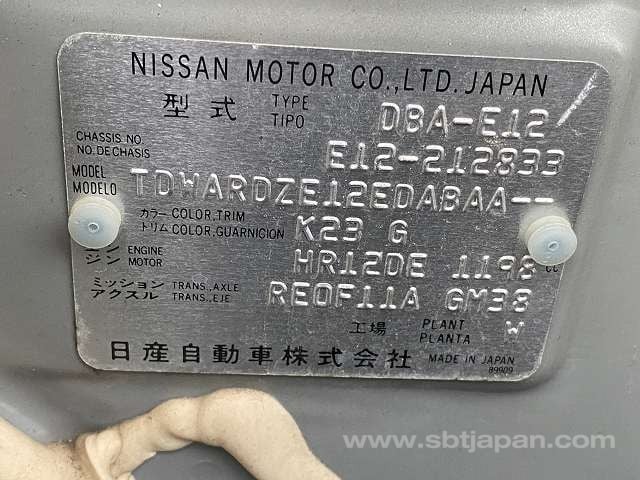 NISSAN MOTOR CO.,LTD. JAPAN
型式 TYPE TIPO DBA-E12
CHASSIS NO NO.DE CHASIS E12-212833
MODEL MODELO TDWARDZE12EDABAA--
カラー COLOR,TRIM トリム COLOR,GUARNICION K23 G
ジン ENGINE MOTOR HR12DE 1198 cc
ミッション TRANS.,AXLE アクスル TRANS.,EJE RE0F11A GM38
工場 PLANT PLANTA W
日産自動車株式会社 MADE IN JAPAN
89909
www.sbtjapan.com